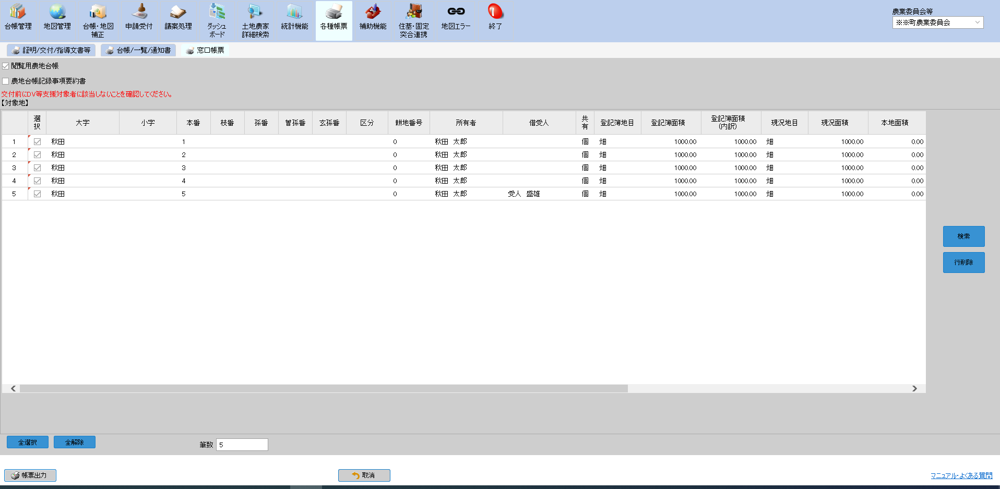 台帳管理
地図管理
台帳・地図
補正
申請受付
議案処理
ダッシュ
ボード
土地農家
詳細検索
統計機能
各種帳票
補助機能
住基・固定
突合連携
地図エラー
終了
農業委員会等
※※町農業委員会
証明/交付/指導文書等
台帳/一覧/通知書
窓口帳票
閲覧用農地台帳
農地台帳記録事項要約書
交付前にDV等支援対象者に該当しないことを確認してください。
【対象地】
選択 大字 小字 本番 枝番 孫番 曽孫番 玄孫番 区分 耕地番号 所有者 借受人 共有 登記簿地目 登記簿面積 登記簿面積(内訳) 現況地目 現況面積 本地面積
1 秋田 1 0 秋田　太郎 個 畑 1000.00 1000.00 畑 1000.00 0.00
2 秋田 2 0 秋田　太郎 個 畑 1000.00 1000.00 畑 1000.00 0.00
3 秋田 3 0 秋田　太郎 個 畑 1000.00 1000.00 畑 1000.00 0.00
4 秋田 4 0 秋田　太郎 個 畑 1000.00 1000.00 畑 1000.00 0.00
5 秋田 5 0 秋田　太郎 受人　盛雄 個 畑 1000.00 1000.00 畑 1000.00 0.00
検索
行削除
全選択
全解除
筆数 5
帳票出力
取消
マニュアル・よくある質問